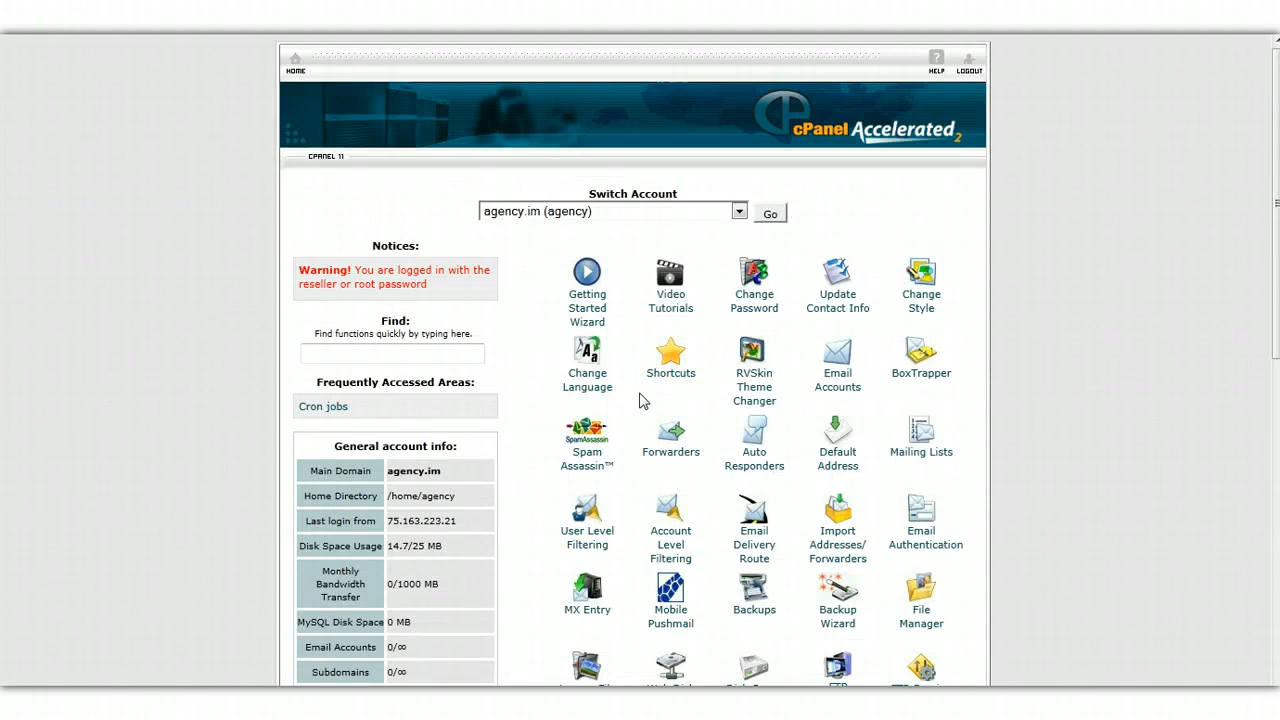 HOME
HELP
LOGOUT
cPanel Accelerated2
CPANEL 11
Switch Account
agency.im (agency)
Go
Notices:
Warning! You are logged in with the
reseller or root password
Find:
Find functions quickly by typing here.
Frequently Accessed Areas:
Cron jobs
General account info:
Main Domain agency.im
Home Directory /home/agency
Last login from 75.163.223.21
Disk Space Usage 14.7/25 MB
Monthly
Bandwidth
Transfer
0/1000 MB
MySQL Disk Space 0 MB
Email Accounts 0/∞
Subdomains 0/∞
Getting
Started
Wizard
Video
Tutorials
Change
Password
Update
Contact Info
Change
Style
Change
Language
Shortcuts
RVSkin
Theme
Changer
Email
Accounts
BoxTrapper
SpamAssassin
Spam
Assassin™
Forwarders
Auto
Responders
Default
Address
Mailing Lists
User Level
Filtering
Account
Level
Filtering
Email
Delivery
Route
Import
Addresses/
Forwarders
Email
Authentication
MX Entry
Mobile
Pushmail
Backups
Backup
Wizard
File
Manager